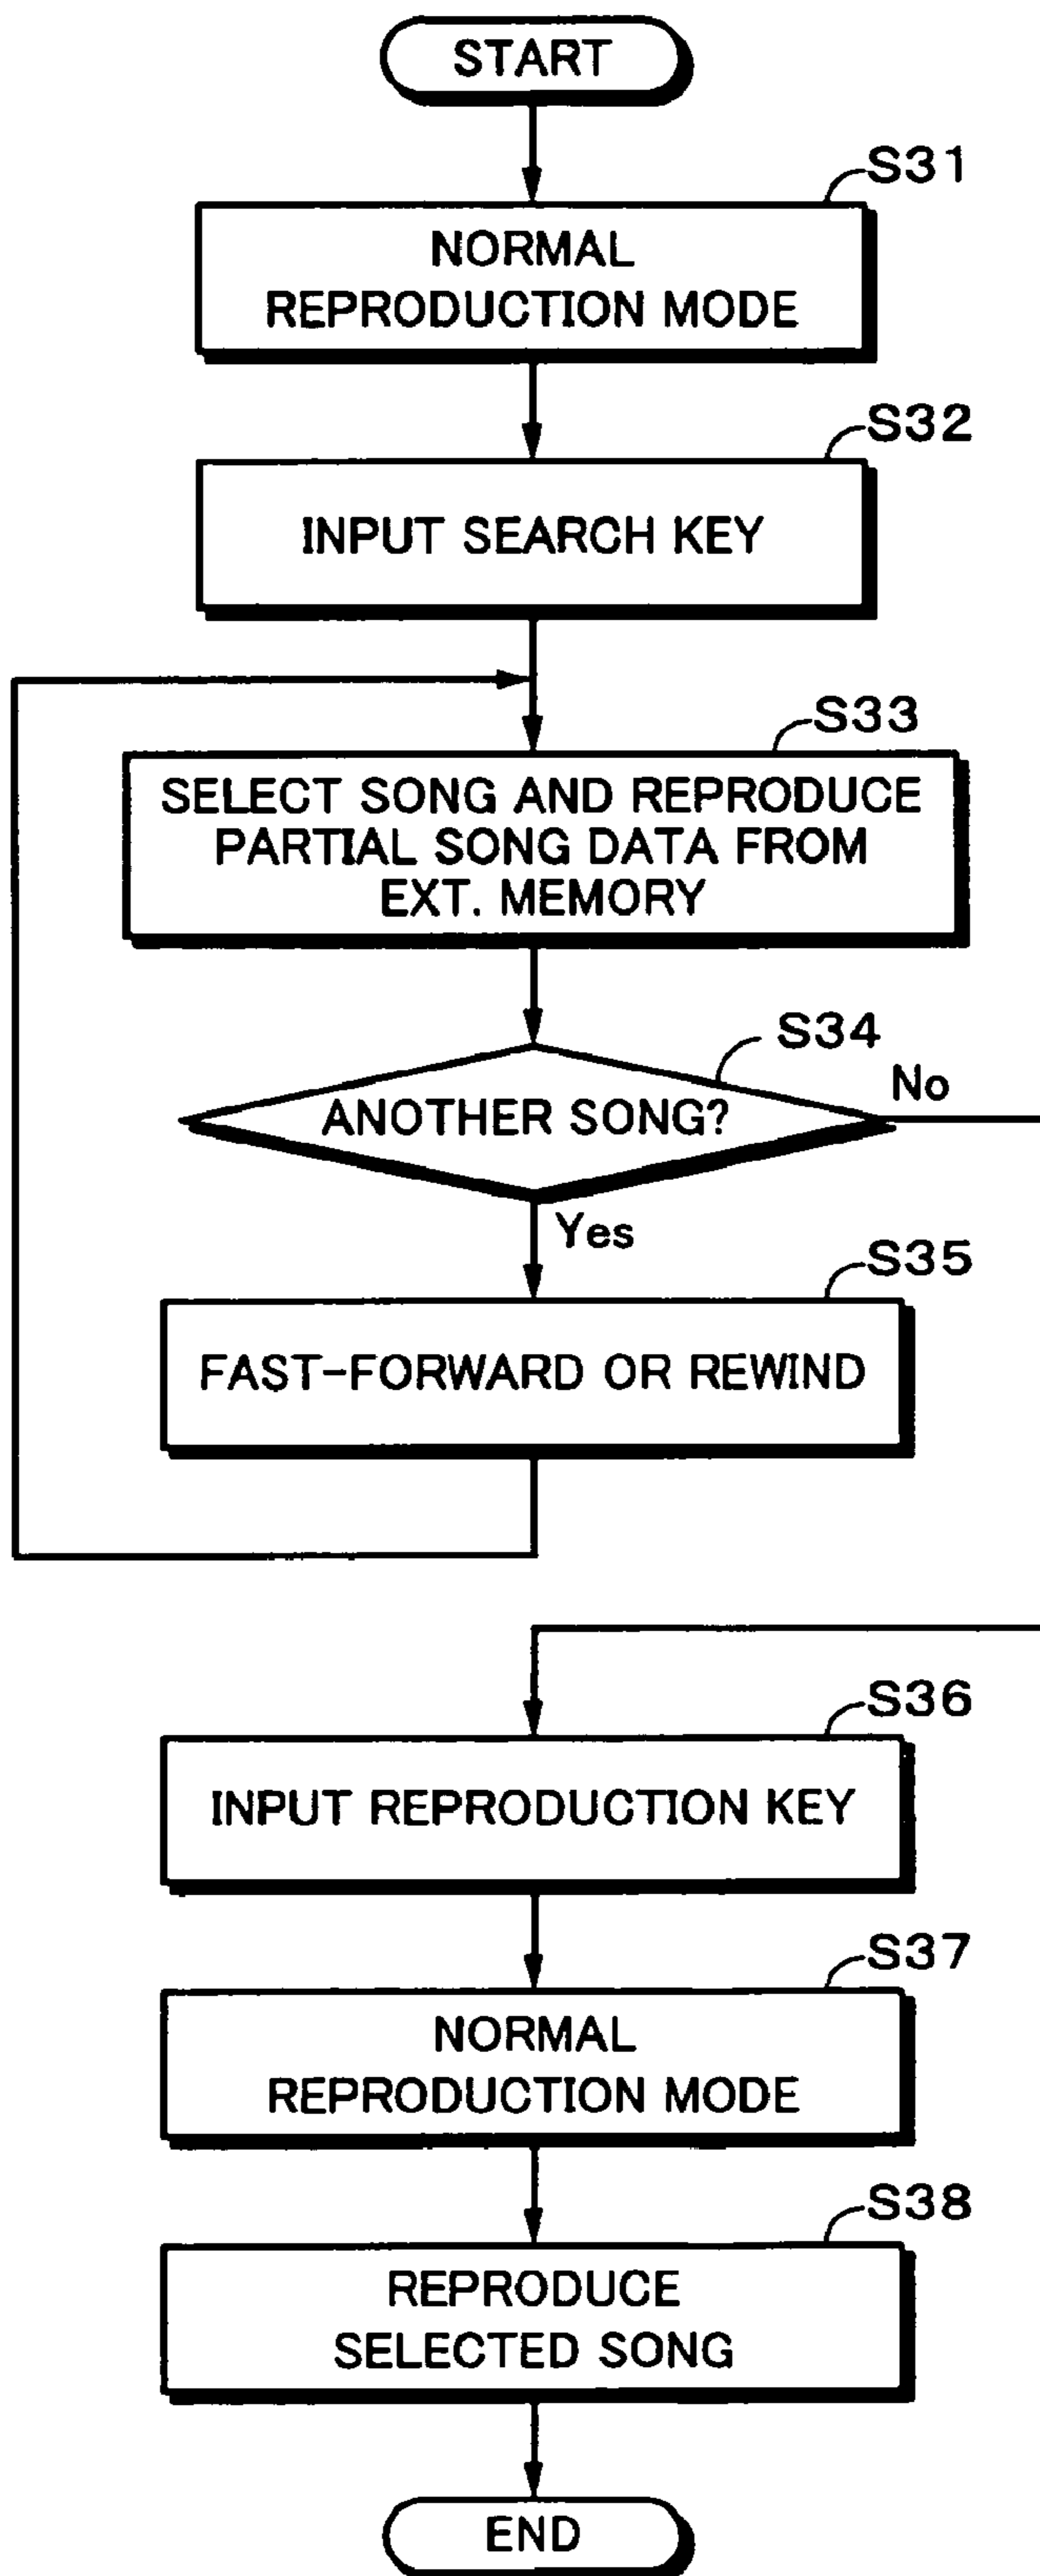 START
S31
NORMAL
REPRODUCTION MODE
S32
INPUT SEARCH KEY
S33
SELECT SONG AND REPRODUCE
PARTIAL SONG DATA FROM
EXT. MEMORY
S34
ANOTHER SONG?
No
Yes
S35
FAST-FORWARD OR REWIND
S36
INPUT REPRODUCTION KEY
S37
NORMAL
REPRODUCTION MODE
S38
REPRODUCE
SELECTED SONG
END